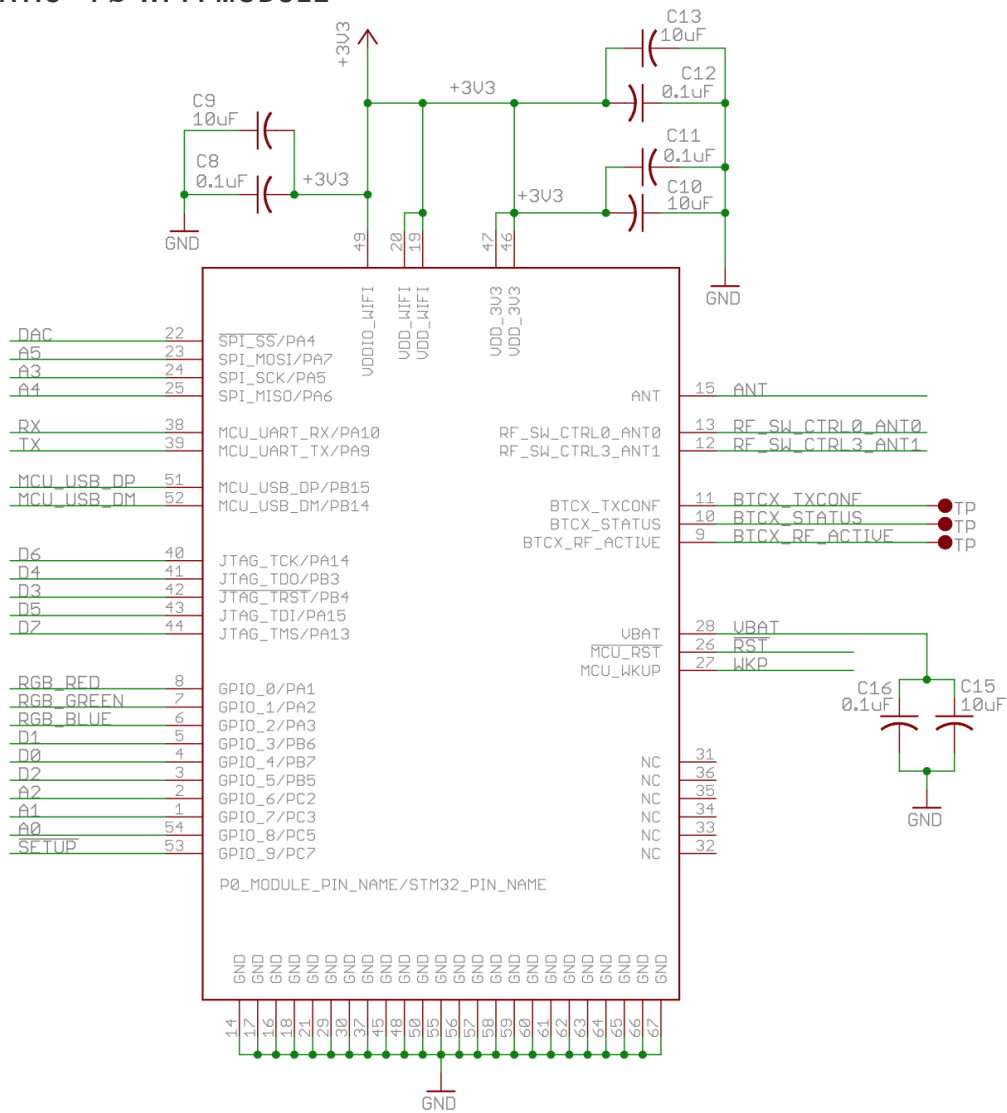 C13
10uF
+3V3
+3V3
C12
0.1uF
C9
10uF
C11
0.1uF
C8
0.1uF
+3V3
+3V3
C10
10uF
GND
49
20
19
47
46
GND
VDDIO_WIFI
VDD_WIFI
VDD_WIFI
VDD_3V3
VDD_3V3
DAC 22 SPI_SS/PA4
A5 23 SPI_MOSI/PA7
A3 24 SPI_SCK/PA5
A4 25 SPI_MISO/PA6
ANT 15 ANT
RX 38 MCU_UART_RX/PA10
TX 39 MCU_UART_TX/PA9
RF_SW_CTRL0_ANT0 13 RF_SW_CTRL0_ANT0
RF_SW_CTRL3_ANT1 12 RF_SW_CTRL3_ANT1
MCU_USB_DP 51 MCU_USB_DP/PB15
MCU_USB_DM 52 MCU_USB_DM/PB14
BTCX_TXCONF 11 BTCX_TXCONF TP
BTCX_STATUS 10 BTCX_STATUS TP
BTCX_RF_ACTIVE 9 BTCX_RF_ACTIVE TP
D6 40 JTAG_TCK/PA14
D4 41 JTAG_TDO/PB3
D3 42 JTAG_TRST/PB4
D5 43 JTAG_TDI/PA15
D7 44 JTAG_TMS/PA13
VBAT 28 VBAT
MCU_RST 26 RST
MCU_WKUP 27 WKP
C16
0.1uF
C15
10uF
RGB_RED 8 GPIO_0/PA1
RGB_GREEN 7 GPIO_1/PA2
RGB_BLUE 6 GPIO_2/PA3
D1 5 GPIO_3/PB6
D0 4 GPIO_4/PB7
D2 3 GPIO_5/PB5
A2 2 GPIO_6/PC2
A1 1 GPIO_7/PC3
A0 54 GPIO_8/PC5
SETUP 53 GPIO_9/PC7
NC 31
NC 36
NC 35
NC 34
NC 33
NC 32
GND
P0_MODULE_PIN_NAME/STM32_PIN_NAME
GND GND GND GND GND GND GND GND GND GND GND GND GND GND GND GND GND GND GND GND GND GND GND GND
14 17 16 18 21 29 30 37 45 48 50 55 56 57 58 59 60 61 62 63 64 65 66 67
GND